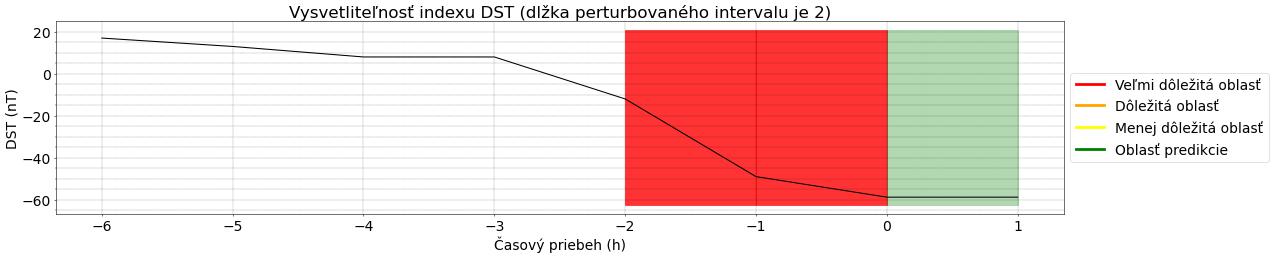 Vysvetliteľnosť indexu DST (dlžka perturbovaného intervalu je 2)
20
0
−20
−40
−60
DST (nT)
−6 −5 −4 −3 −2 −1 0 1
Časový priebeh (h)
Veľmi dôležitá oblasť
Dôležitá oblasť
Menej dôležitá oblasť
Oblasť predikcie